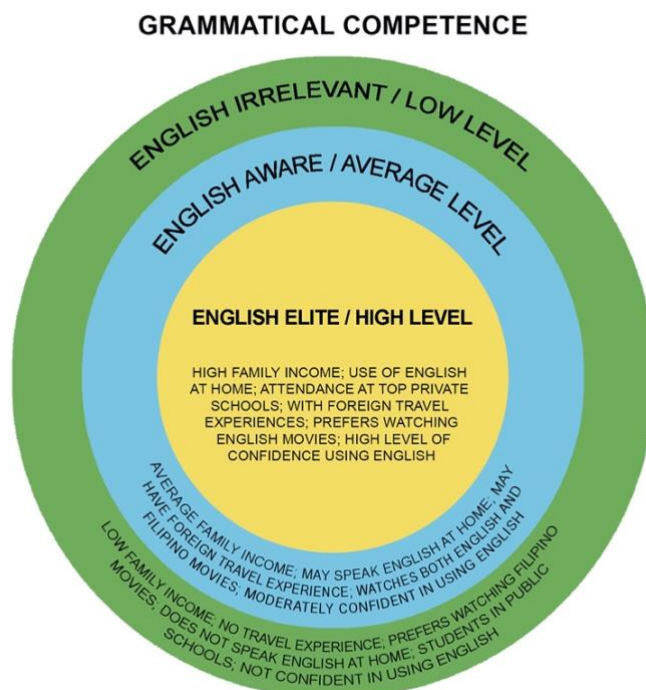 GRAMMATICAL COMPETENCE
ENGLISH IRRELEVANT / LOW LEVEL
ENGLISH AWARE / AVERAGE LEVEL
ENGLISH ELITE / HIGH LEVEL
HIGH FAMILY INCOME; USE OF ENGLISH
AT HOME; ATTENDANCE AT TOP PRIVATE
SCHOOLS; WITH FOREIGN TRAVEL
EXPERIENCES; PREFERS WATCHING
ENGLISH MOVIES; HIGH LEVEL OF
CONFIDENCE USING ENGLISH
AVERAGE FAMILY INCOME; MAY SPEAK ENGLISH AT HOME; MAY
HAVE FOREIGN TRAVEL EXPERIENCE; WATCHES BOTH ENGLISH AND
FILIPINO MOVIES; MODERATELY CONFIDENT IN USING ENGLISH
LOW FAMILY INCOME; NO TRAVEL EXPERIENCE; PREFERS WATCHING FILIPINO
MOVIES; DOES NOT SPEAK ENGLISH AT HOME; STUDENTS IN PUBLIC
SCHOOLS; NOT CONFIDENT IN USING ENGLISH